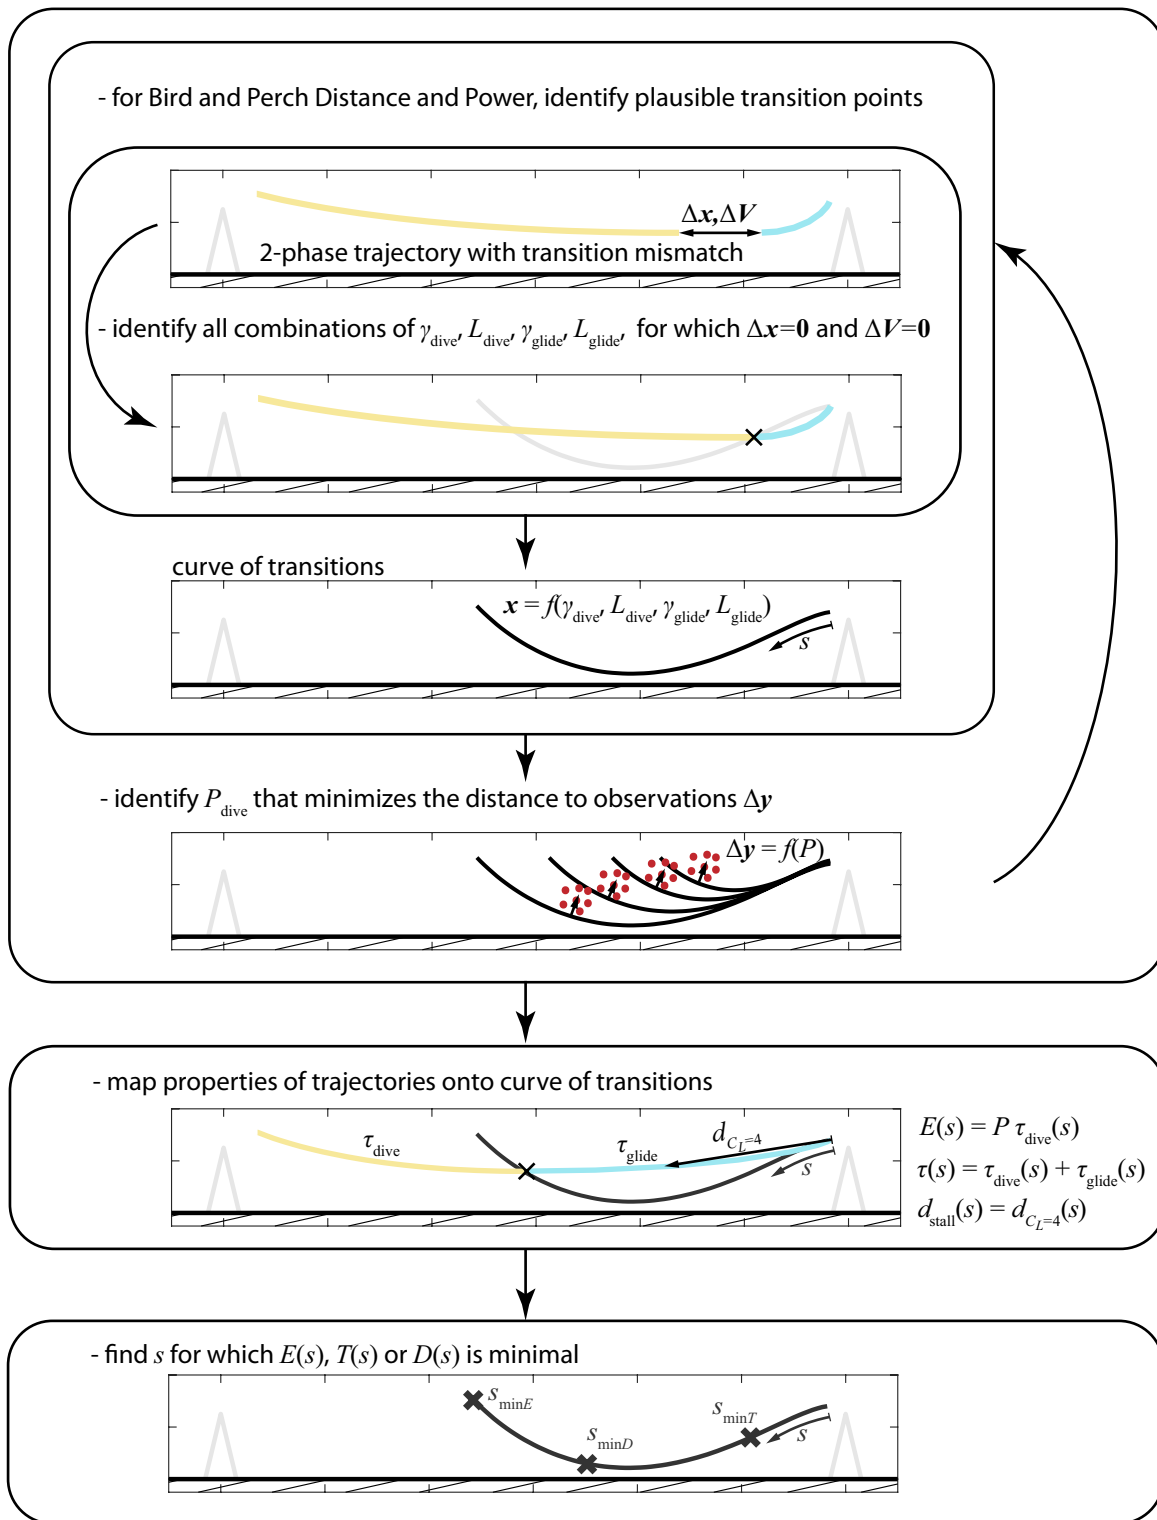 - for Bird and Perch Distance and Power, identify plausible transition points
Δx,ΔV
2-phase trajectory with transition mismatch
- identify all combinations of γdive, Ldive, γglide, Lglide, for which Δx=0 and ΔV=0
curve of transitions
x = f(γdive, Ldive, γglide, Lglide)
s
- identify Pdive that minimizes the distance to observations Δy
Δy = f(P)
- map properties of trajectories onto curve of transitions
τdive
τglide
dCL=4
s
E(s) = P τdive(s)
τ(s) = τdive(s) + τglide(s)
dstall(s) = dCL=4(s)
- find s for which E(s), T(s) or D(s) is minimal
sminE
sminD
sminT
s